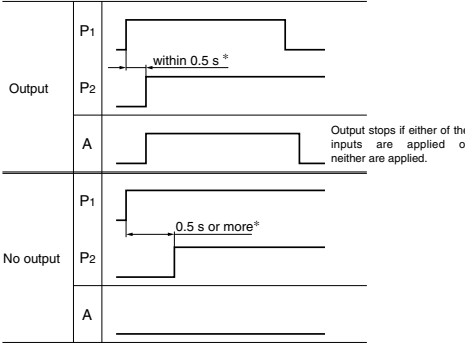 P1
within 0.5 s *
Output
P2
A
Output stops if either of the
inputs are applied
neither are applied.
P1
0.5 s or more*
No output
P2
A